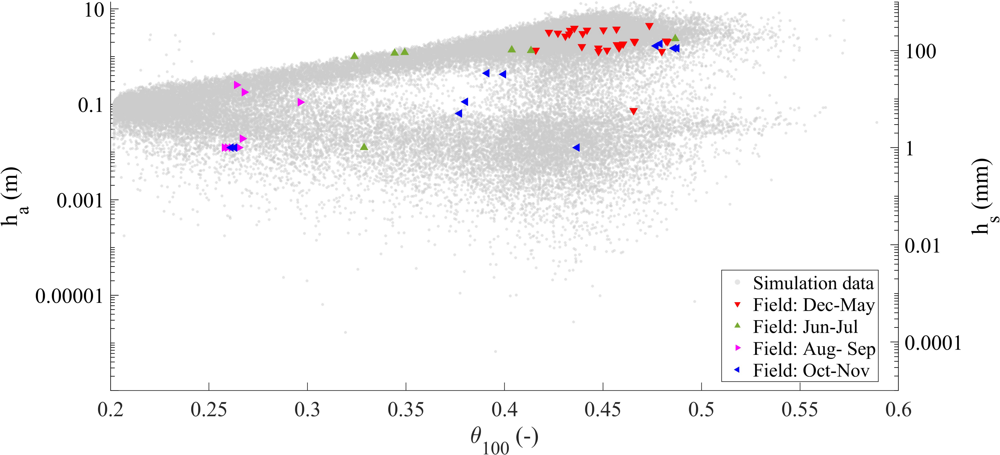 10
0.1
0.001
0.00001
h_a (m)
100
1
0.01
0.0001
h_s (mm)
Simulation data
Field: Dec-May
Field: Jun-Jul
Field: Aug- Sep
Field: Oct-Nov
0.2 0.25 0.3 0.35 0.4 0.45 0.5 0.55 0.6
θ_100 (-)